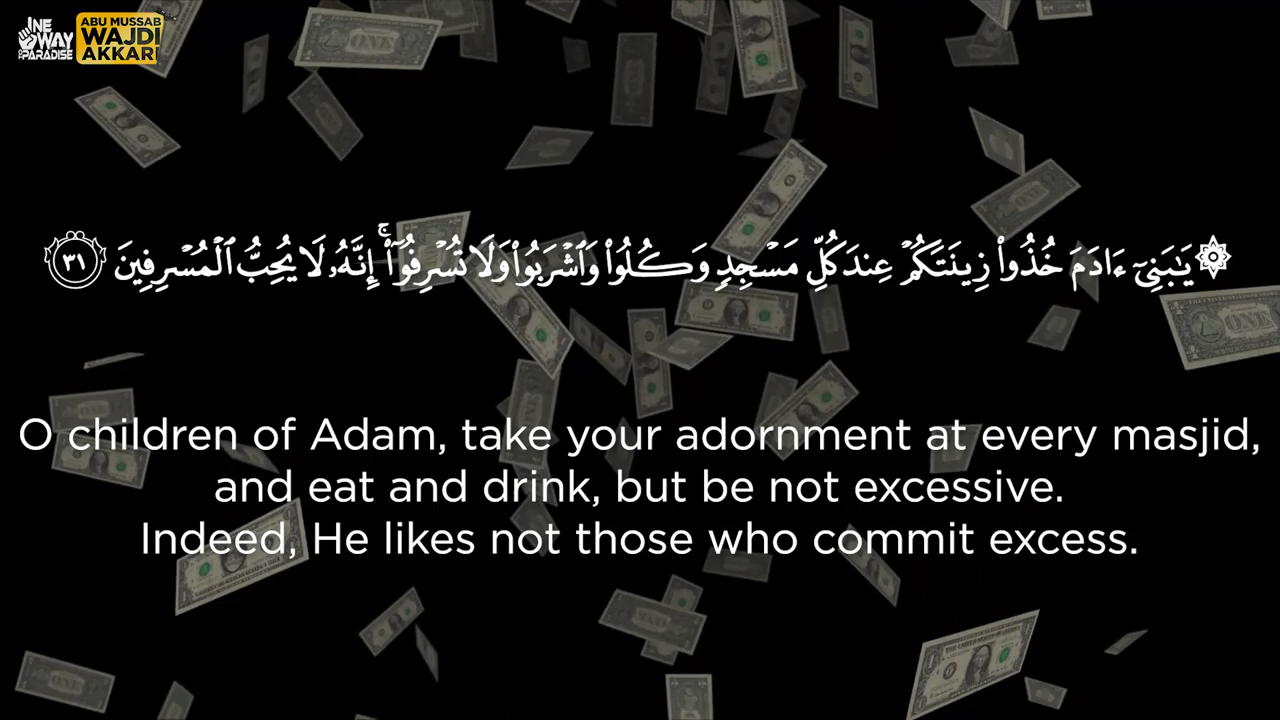 ONE WAY
TO PARADISE
ABU MUSSAB
WAJDI
AKKARI
۞ يَـٰبَنِىٓ ءَادَمَ خُذُوا۟ زِينَتَكُمْ عِندَ كُلِّ مَسْجِدٍ وَكُلُوا۟ وَٱشْرَبُوا۟ وَلَا تُسْرِفُوٓا۟ ۚ إِنَّهُۥ لَا يُحِبُّ ٱلْمُسْرِفِينَ ٣١
O children of Adam, take your adornment at every masjid,
and eat and drink, but be not excessive.
Indeed, He likes not those who commit excess.